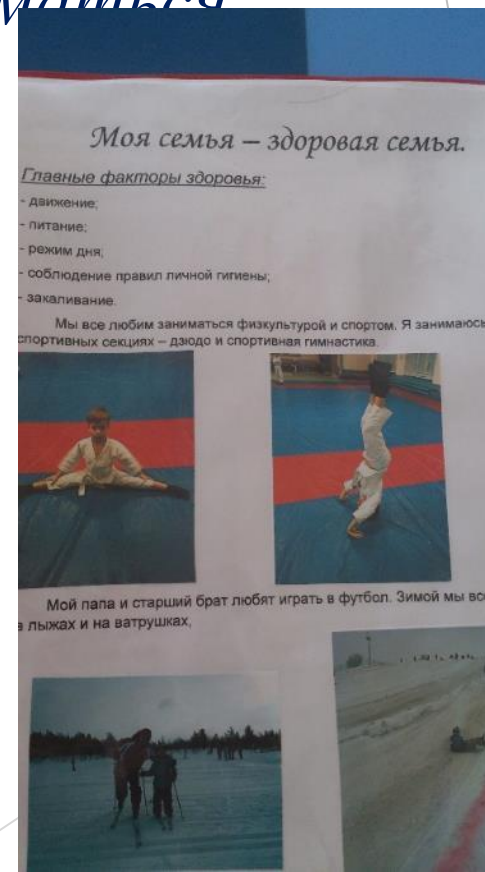 Моя семья – здоровая семья.
Главные факторы здоровья:
- движение;
- питание;
- режим дня;
- соблюдение правил личной гигиены;
- закаливание.
Мы все любим заниматься физкультурой и спортом. Я занимаюсь
спортивных секциях – дзюдо и спортивная гимнастика.
Мой папа и старший брат любят играть в футбол. Зимой мы
лыжах и на ватрушках,